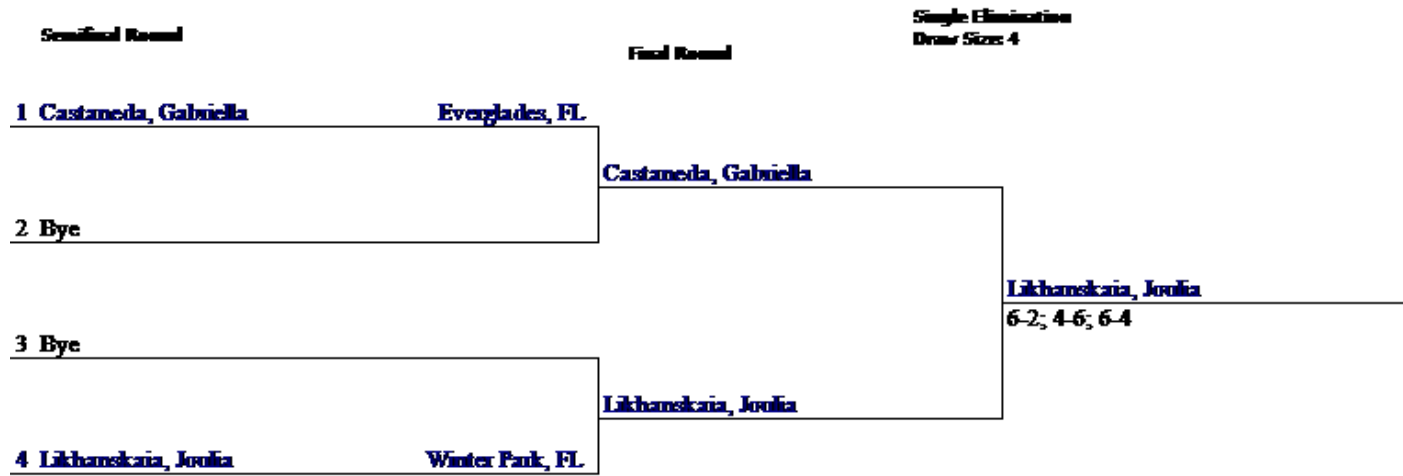 Single Elimination
Draw Size: 4
Semifinal Round
Final Round
1 Castaneda, Gabriella Everglades, FL
Castaneda, Gabriella
2 Bye
Likhanskaia, Joulia
6-2; 4-6; 6-4
3 Bye
Likhanskaia, Joulia
4 Likhanskaia, Joulia Winter Park, FL